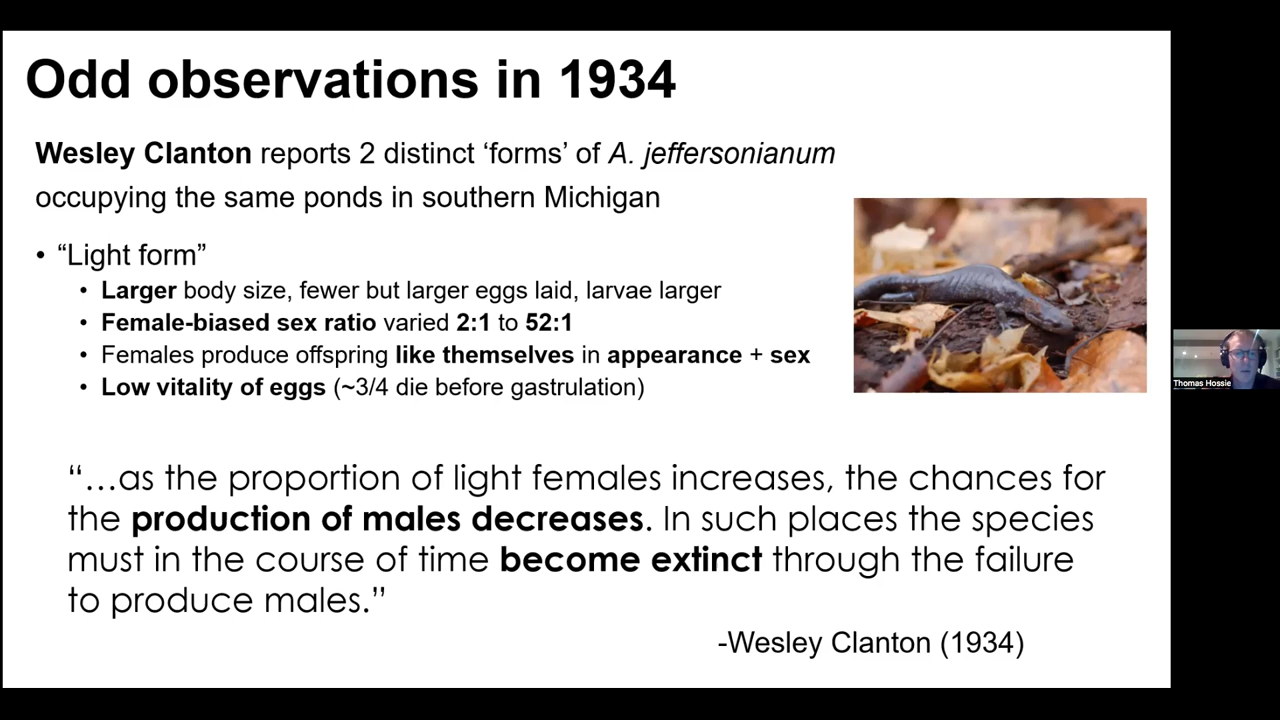 Odd observations in 1934
Wesley Clanton reports 2 distinct ‘forms’ of A. jeffersonianum
occupying the same ponds in southern Michigan
• “Light form”
• Larger body size, fewer but larger eggs laid, larvae larger
• Female-biased sex ratio varied 2:1 to 52:1
• Females produce offspring like themselves in appearance + sex
• Low vitality of eggs (~3/4 die before gastrulation)
Thomas Hossie
“…as the proportion of light females increases, the chances for
the production of males decreases. In such places the species
must in the course of time become extinct through the failure
to produce males.”
-Wesley Clanton (1934)